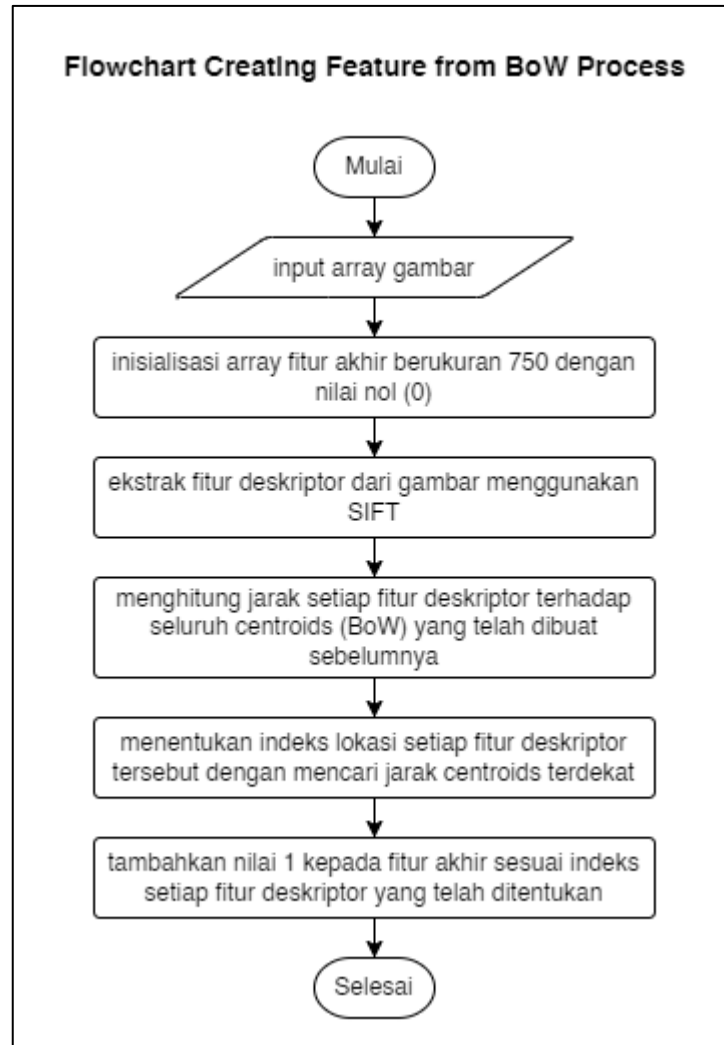 Flowchart Creating Feature from BoW Process
Mulai
input array gambar
inisialisasi array fitur akhir berukuran 750 dengan
nilai nol (0)
ekstrak fitur deskriptor dari gambar menggunakan
SIFT
menghitung jarak setiap fitur deskriptor terhadap
seluruh centroids (BoW) yang telah dibuat
sebelumnya
menentukan indeks lokasi setiap fitur deskriptor
tersebut dengan mencari jarak centroids terdekat
tambahkan nilai 1 kepada fitur akhir sesuai indeks
setiap fitur deskriptor yang telah ditentukan
Selesai